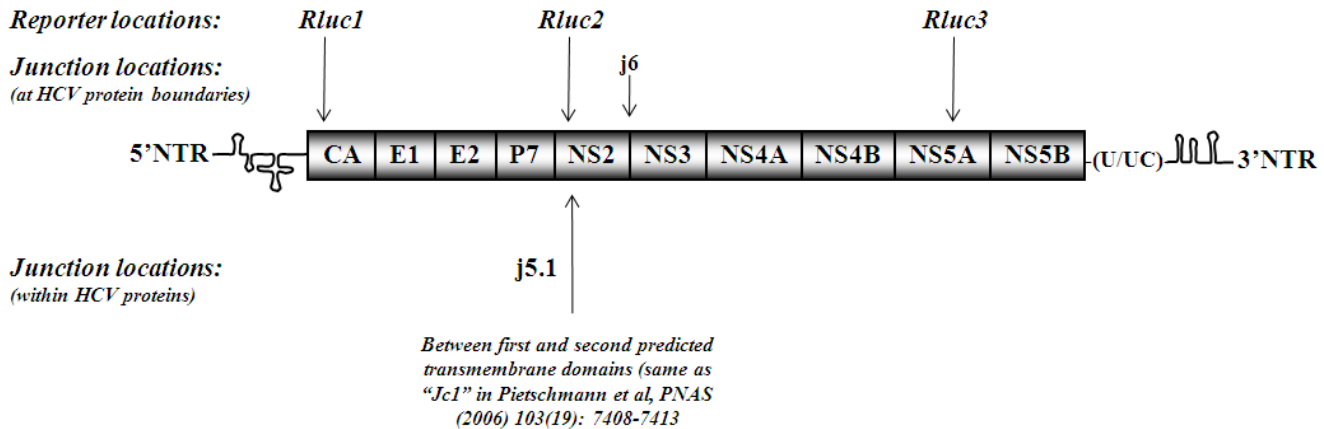 Reporter locations: Rluc1 Rluc2 Rluc3
Junction locations: j6
(at HCV protein boundaries)
5'NTR CA E1 E2 P7 NS2 NS3 NS4A NS4B NS5A NS5B (U/UC) 3'NTR
Junction locations: j5.1
(within HCV proteins)
Between first and second predicted
transmembrane domains (same as
"Jc1" in Pietschmann et al, PNAS
(2006) 103(19): 7408-7413